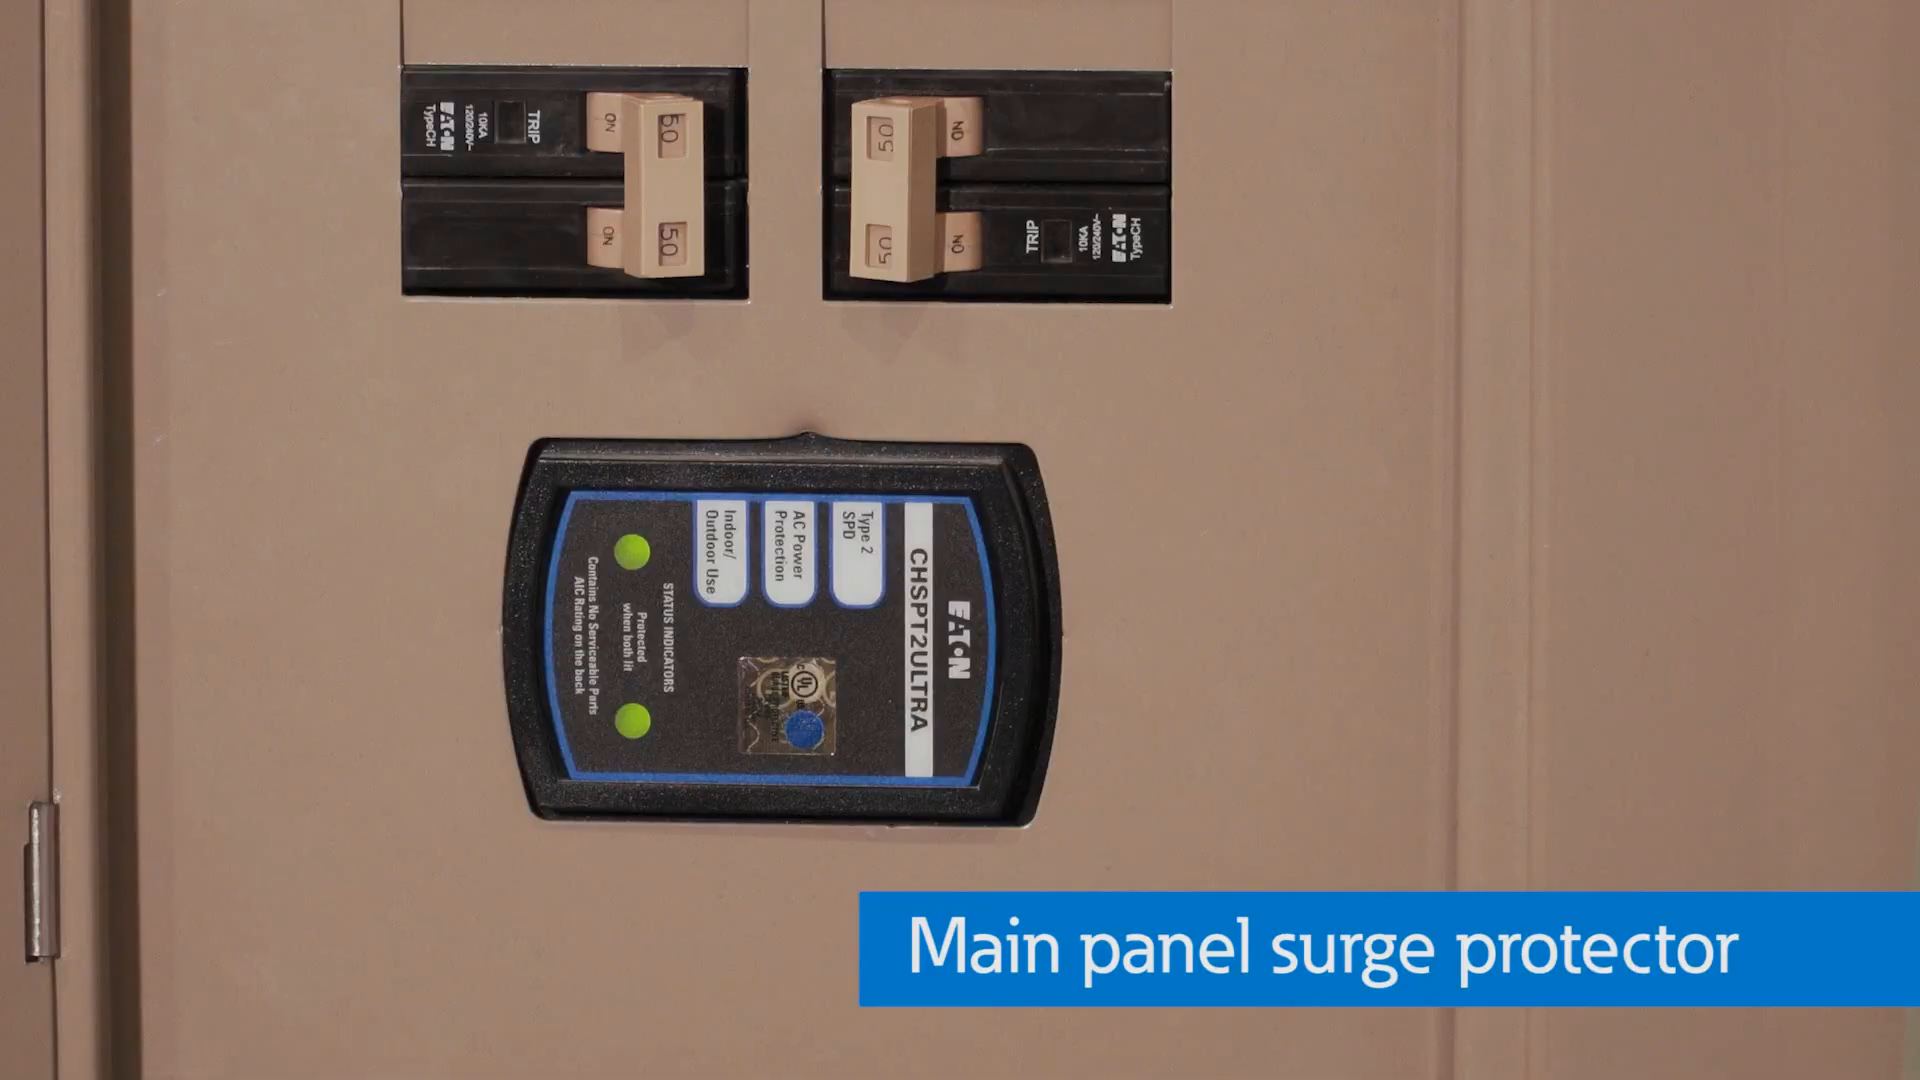 TRIP
10KA
120/240V~
EATON
TypeCH
ON
50
ON
50
50
ON
50
ON
TypeCH
EATON
120/240V~
10KA
TRIP
EATON
CHSPT2ULTRA
Type 2
SPD
AC Power
Protection
Indoor/
Outdoor Use
STATUS INDICATORS
Protected
when both lit
Contains No Serviceable Parts
AIC Rating on the back
UL
Main panel surge protector